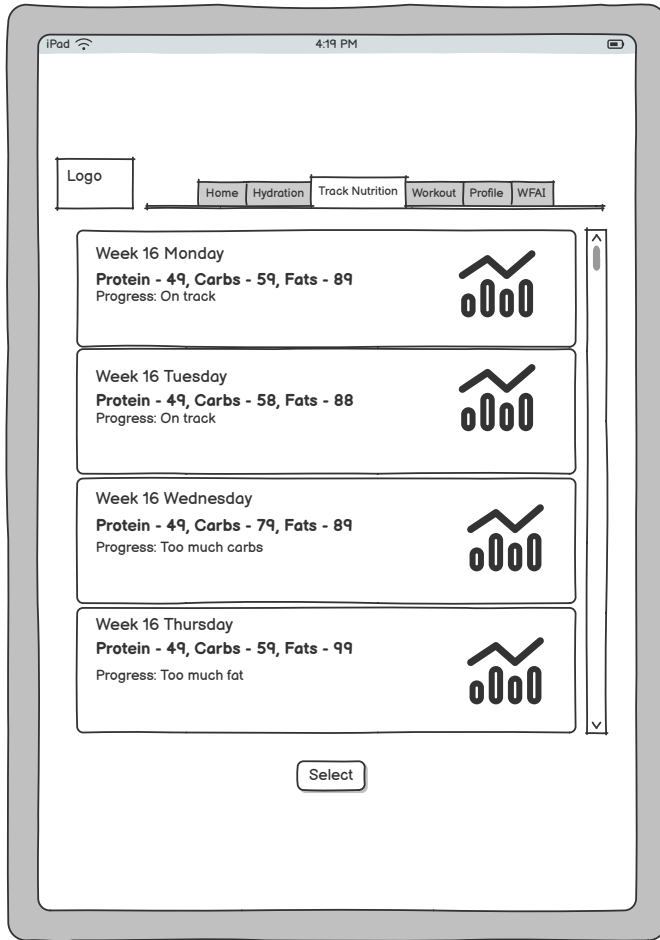 iPad 4:19 PM
Logo
Home Hydration Track Nutrition Workout Profile WFAI
Week 16 Monday
Protein - 49, Carbs - 59, Fats - 89
Progress: On track
Week 16 Tuesday
Protein - 49, Carbs - 58, Fats - 88
Progress: On track
Week 16 Wednesday
Protein - 49, Carbs - 79, Fats - 89
Progress: Too much carbs
Week 16 Thursday
Protein - 49, Carbs - 59, Fats - 99
Progress: Too much fat
Select